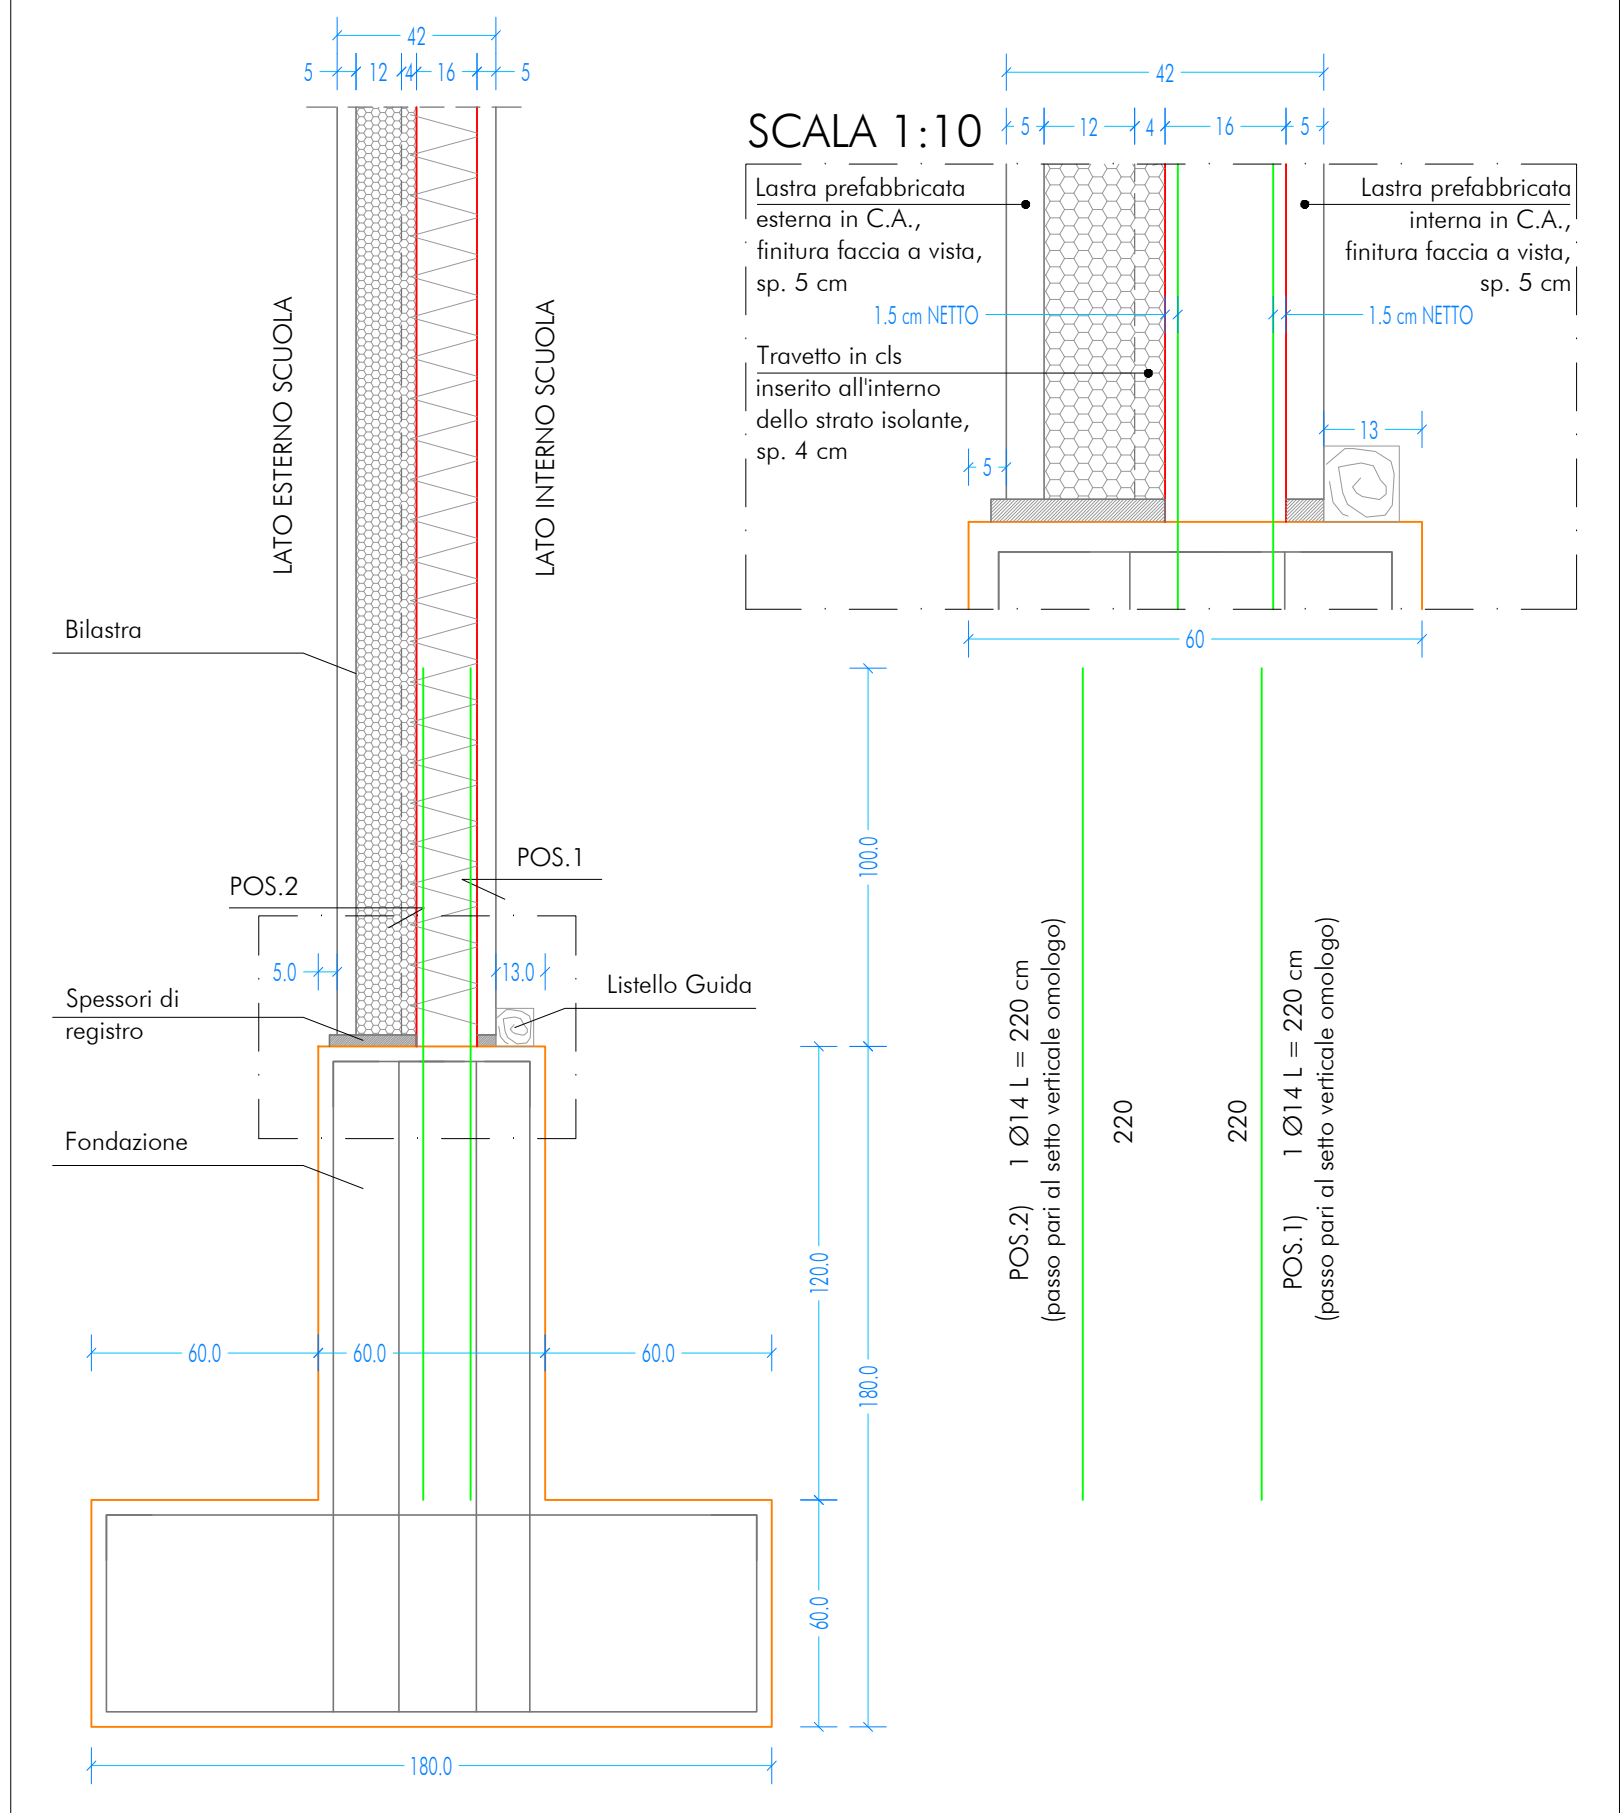 42
5 12 4 16 5
LATO ESTERNO SCUOLA
LATO INTERNO SCUOLA
Bilastra
POS.1
POS.2
5.0
13.0
Spessori di
registro
Listello Guida
Fondazione
60.0 60.0 60.0
180.0
SCALA 1:10
42
5 12 4 16 5
Lastra prefabbricata
esterna in C.A.,
finitura faccia a vista,
sp. 5 cm
Lastra prefabbricata
interna in C.A.,
finitura faccia a vista,
sp. 5 cm
1.5 cm NETTO
1.5 cm NETTO
Travetto in cls
inserito all'interno
dello strato isolante,
sp. 4 cm
5
13
60
100.0
120.0
180.0
60.0
POS.2) 1 Ø14 L = 220 cm
(passo pari al setto verticale omologo)
220
220
POS.1) 1 Ø14 L = 220 cm
(passo pari al setto verticale omologo)